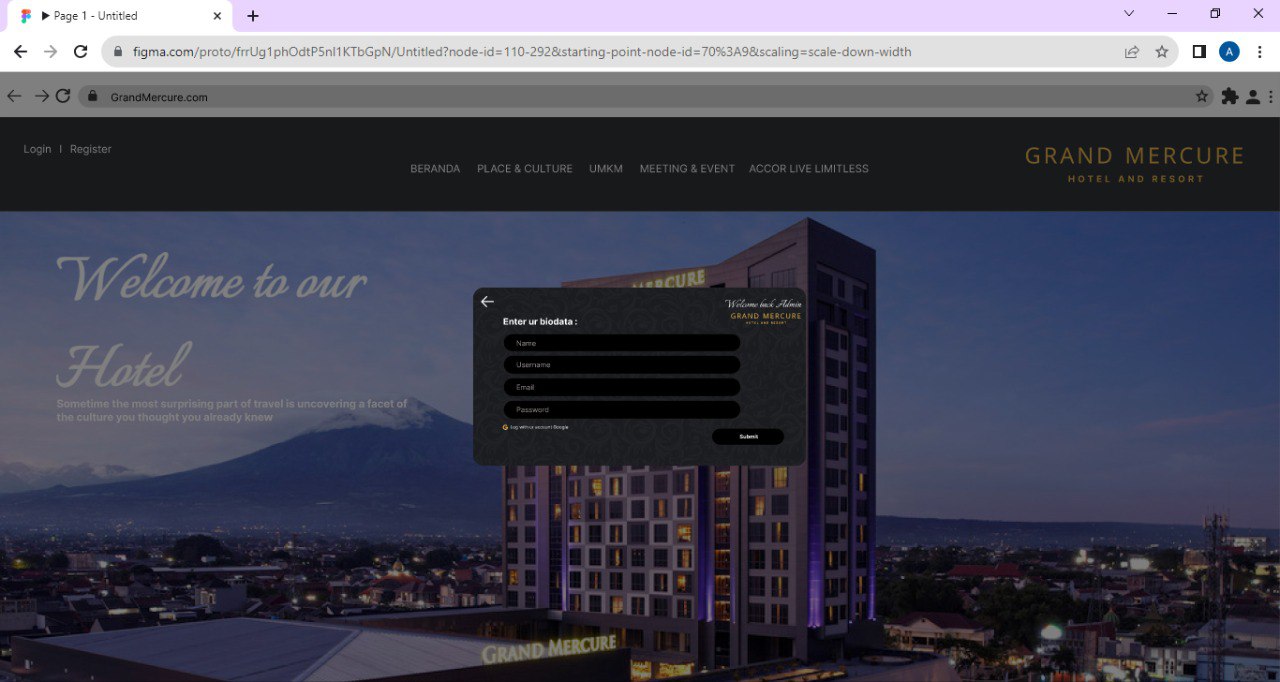 Page 1 - Untitled
figma.com/proto/frrUg1phOdtP5nI1KTbGpN/Untitled?node-id=110-292&starting-point-node-id=70%3A9&scaling=scale-down-width
A
GrandMercure.com
Login | Register
BERANDA PLACE & CULTURE UMKM MEETING & EVENT ACCOR LIVE LIMITLESS
GRAND MERCURE
HOTEL AND RESORT
Welcome to our
Hotel
Sometime the most surprising part of travel is uncovering a facet of
the culture you thought you already knew
MERCURE
Welcome back Admin
GRAND MERCURE
HOTEL AND RESORT
Enter ur biodata :
Name
Username
Email
Password
account Google
Submit
GRAND MERCURE